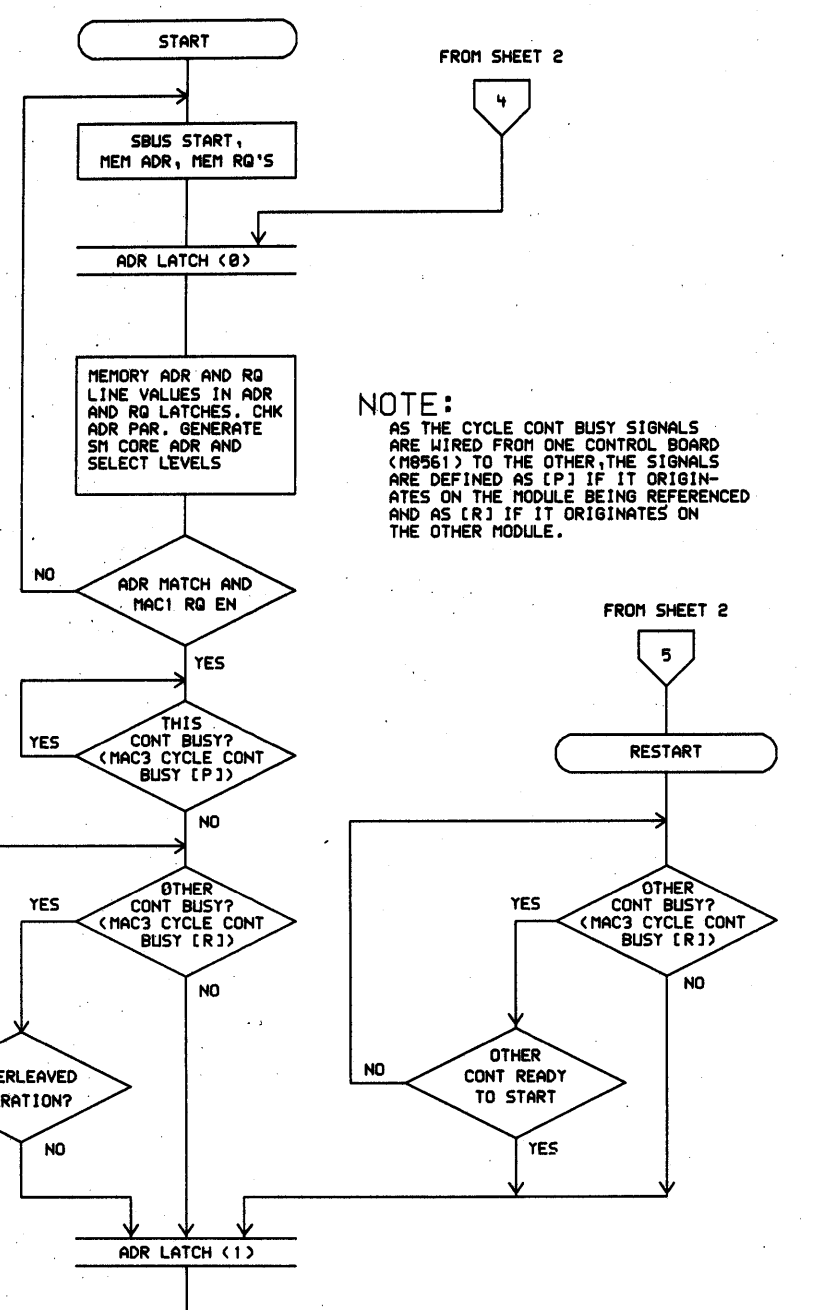 START
FROM SHEET 2
4
SBUS START,
MEM ADR, MEM RQ'S
ADR LATCH (0)
MEMORY ADR AND RQ
LINE VALUES IN ADR
AND RQ LATCHES. CHK
ADR PAR. GENERATE
SM CORE ADR AND
SELECT LEVELS
NOTE:
AS THE CYCLE CONT BUSY SIGNALS
ARE WIRED FROM ONE CONTROL BOARD
(M8561) TO THE OTHER, THE SIGNALS
ARE DEFINED AS [P] IF IT ORIGIN-
ATES ON THE MODULE BEING REFERENCED
AND AS [R] IF IT ORIGINATES ON
THE OTHER MODULE.
NO
ADR MATCH AND
MAC1 RQ EN
YES
FROM SHEET 2
5
RESTART
YES
THIS
CONT BUSY?
(MAC3 CYCLE CONT
BUSY [P])
NO
YES
OTHER
CONT BUSY?
(MAC3 CYCLE CONT
BUSY [R])
NO
YES
OTHER
CONT BUSY?
(MAC3 CYCLE CONT
BUSY [R])
NO
ERLEAVED
RATION?
NO
NO
OTHER
CONT READY
TO START
YES
ADR LATCH (1)